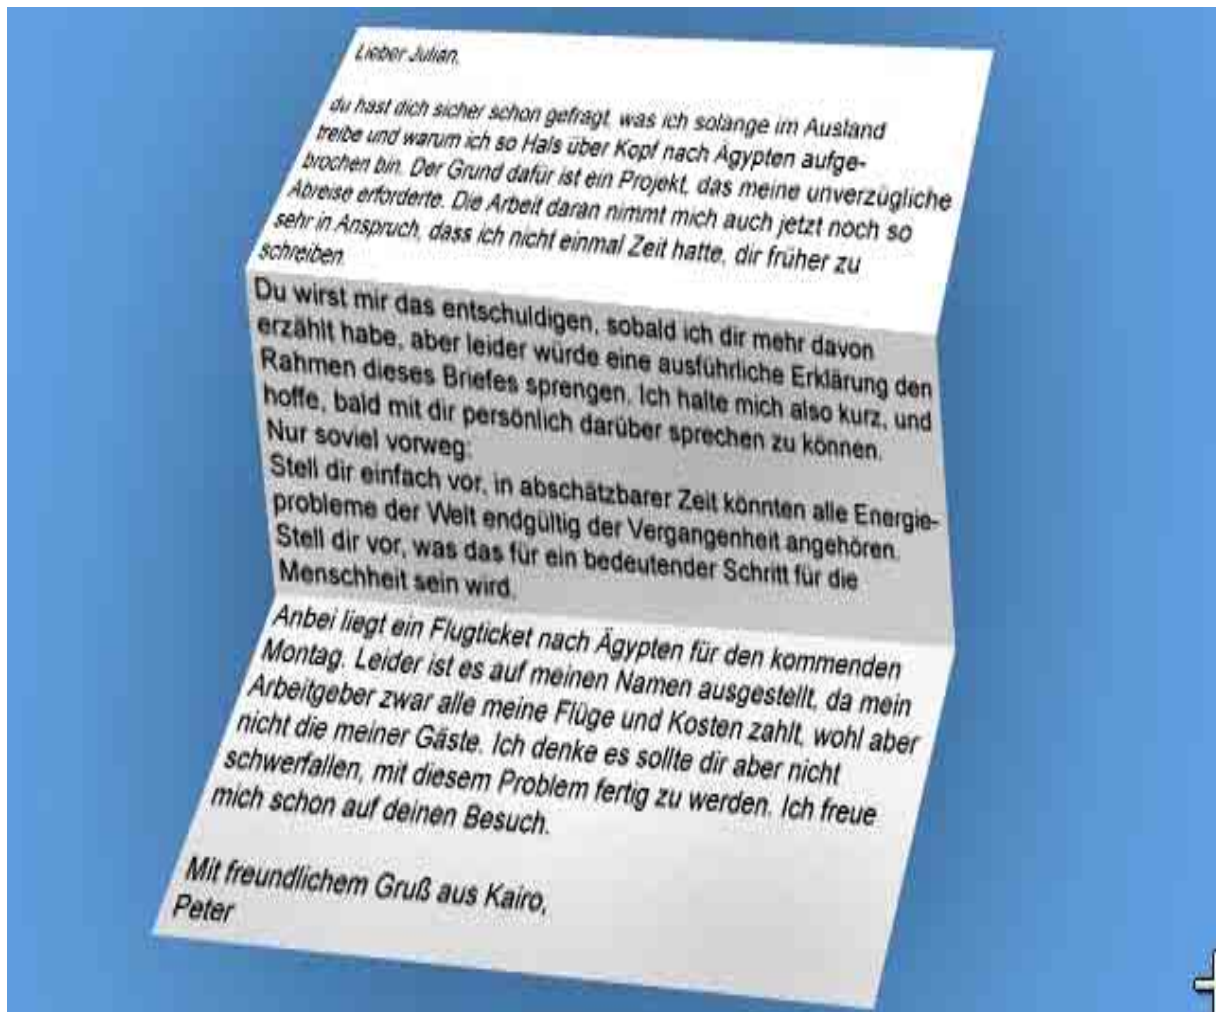 Lieber Julian,
du hast dich sicher schon gefragt, was ich solange im Ausland
treibe und warum ich so Hals über Kopf nach Ägypten aufge-
brochen bin. Der Grund dafür ist ein Projekt, das meine unverzügliche
Abreise erforderte. Die Arbeit daran nimmt mich auch jetzt noch so
sehr in Anspruch, dass ich nicht einmal Zeit hatte, dir früher zu
schreiben.
Du wirst mir das entschuldigen, sobald ich dir mehr davon
erzählt habe, aber leider würde eine ausführliche Erklärung den
Rahmen dieses Briefes sprengen. Ich halte mich also kurz, und
hoffe, bald mit dir persönlich darüber sprechen zu können.
Nur soviel vorweg:
Stell dir einfach vor, in abschätzbarer Zeit könnten alle Energie-
probleme der Welt endgültig der Vergangenheit angehören.
Stell dir vor, was das für ein bedeutender Schritt für die
Menschheit sein wird.
Anbei liegt ein Flugticket nach Ägypten für den kommenden
Montag. Leider ist es auf meinen Namen ausgestellt, da mein
Arbeitgeber zwar alle meine Flüge und Kosten zahlt, wohl aber
nicht die meiner Gäste. Ich denke es sollte dir aber nicht
schwerfallen, mit diesem Problem fertig zu werden. Ich freue
mich schon auf deinen Besuch.
Mit freundlichem Gruß aus Kairo,
Peter